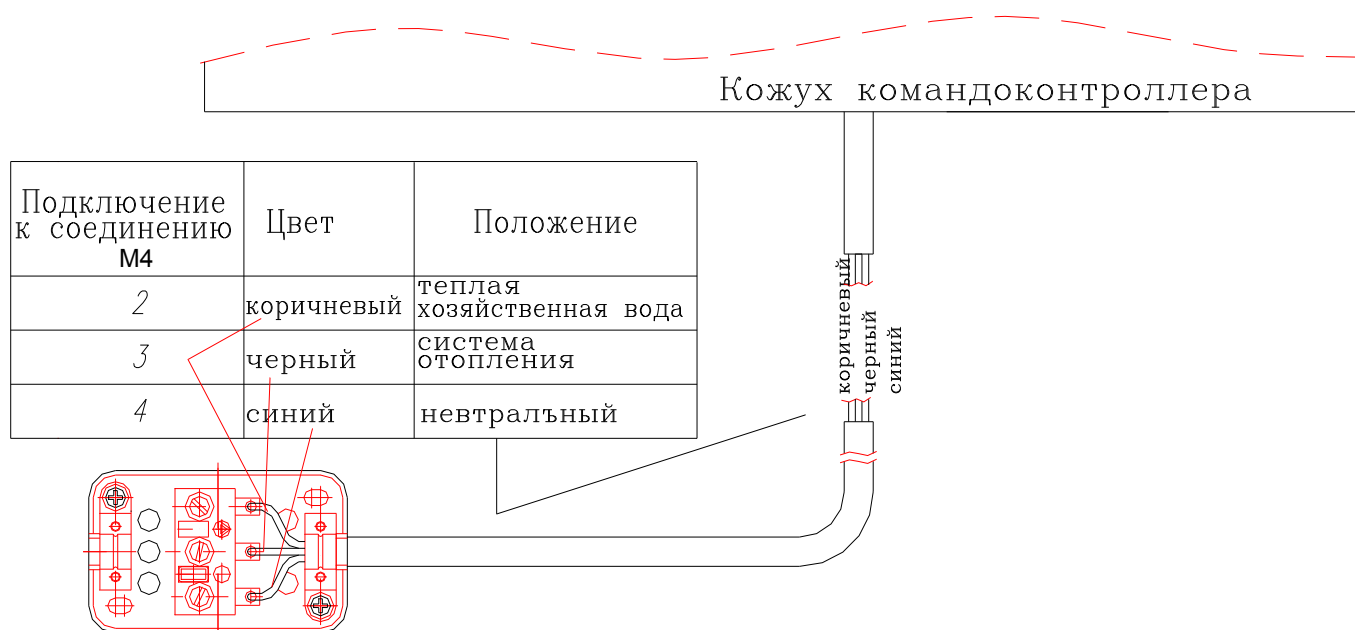 Кожух командоконтроллера
Подключение
к соединению
М4
Цвет
Положение
2
коричневый
теплая
хозяйственная вода
3
черный
система
отопления
4
синий
невтралъный
коричневый
черный
синий